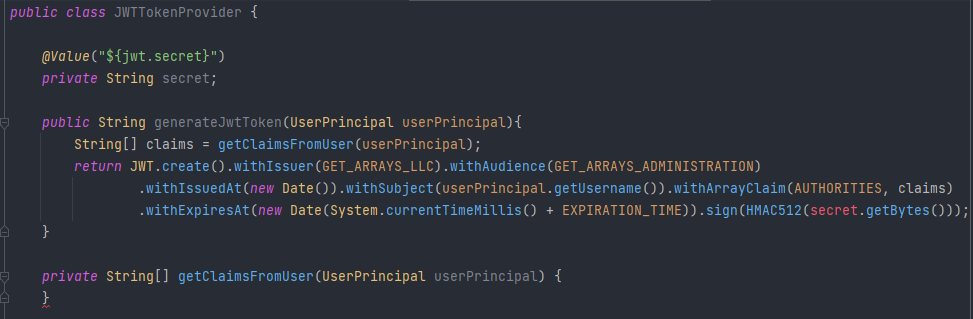 public class JWTTokenProvider {
@Value("${jwt.secret}")
private String secret;
public String generateJwtToken(UserPrincipal userPrincipal){
String[] claims = getClaimsFromUser(userPrincipal);
return JWT.create().withIssuer(GET_ARRAYS_LLC).withAudience(GET_ARRAYS_ADMINISTRATION)
.withIssuedAt(new Date()).withSubject(userPrincipal.getUsername()).withArrayClaim(AUTHORITIES, claims)
.withExpiresAt(new Date(System.currentTimeMillis() + EXPIRATION_TIME)).sign(HMAC512(secret.getBytes()));
}
private String[] getClaimsFromUser(UserPrincipal userPrincipal) {
}